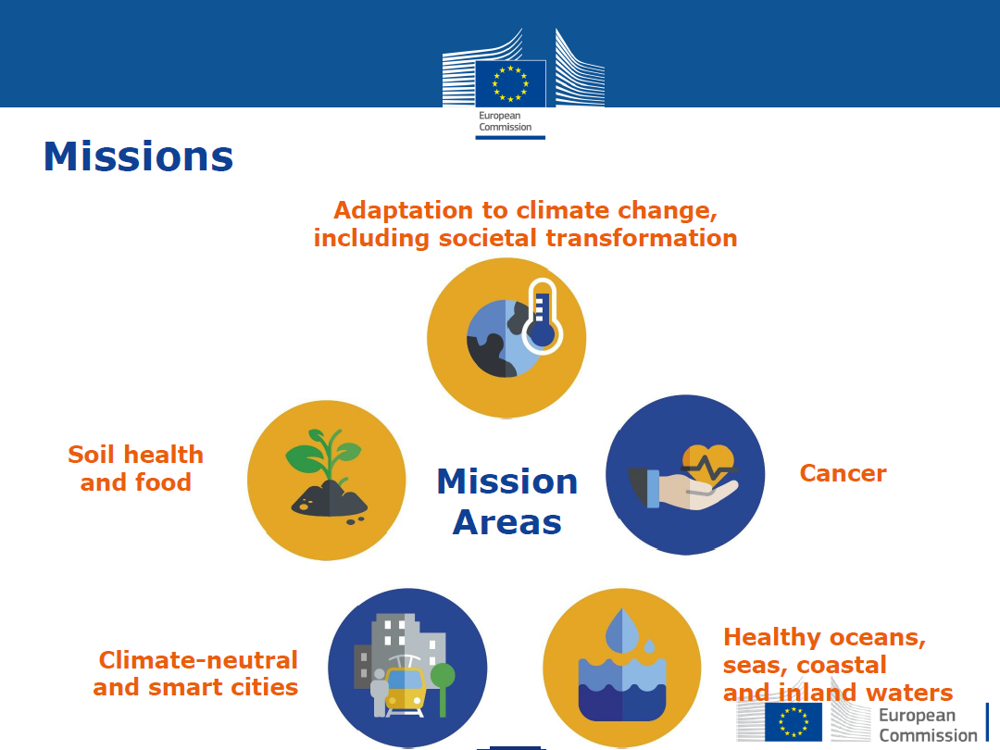 European
Commission
Missions
Adaptation to climate change,
including societal transformation
Soil health
and food
Mission
Areas
Cancer
Climate-neutral
and smart cities
Healthy oceans,
seas, coastal
and inland waters
European
Commission